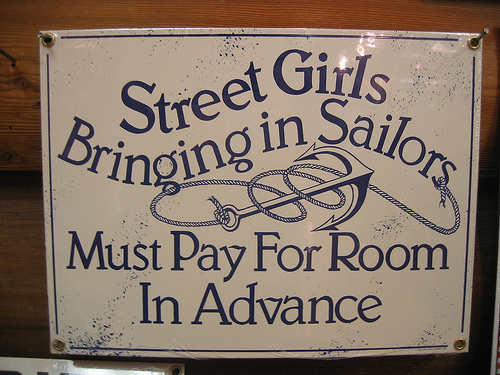 Street Girls
Bringing in Sailors
Must Pay For Room
In Advance